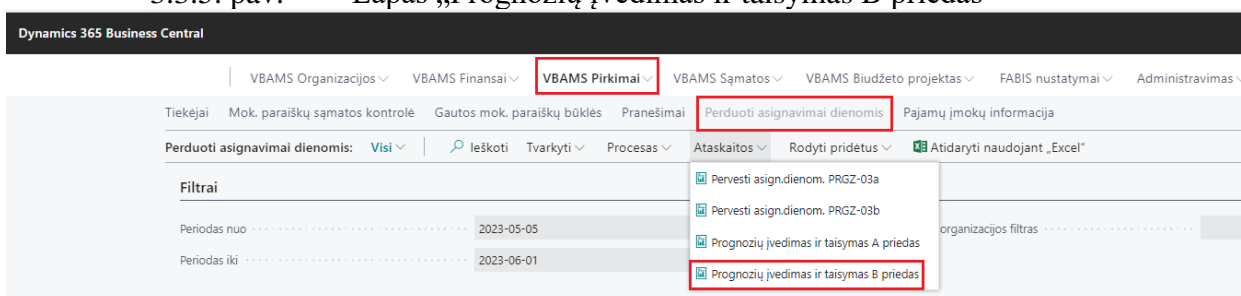 3.3.3. pav. Lapas „Prognozių įvedimas ir taisymas B priedas“
Dynamics 365 Business Central
VBAMS Organizacijos VBAMS Finansai VBAMS Pirkimai VBAMS Sąmatos VBAMS Biudžeto projektas FABIS nustatymai Administravimas
Tiekėjai Mok. paraiškų sąmatos kontrolė Gautos mok. paraiškų būklės Pranešimai Perduoti asignavimai dienomis Pajamų įmokų informacija
Perduoti asignavimai dienomis: Visi Ieškoti Tvarkyti Procesas Ataskaitos Rodyti pridėtus Atidaryti naudojant „Excel“
Filtrai
Pervesti asign.dienom. PRGZ-03a
Pervesti asign.dienom. PRGZ-03b
Periodas nuo 2023-05-05 organizacijos filtras
Prognozių įvedimas ir taisymas A priedas
Periodas iki 2023-06-01
Prognozių įvedimas ir taisymas B priedas